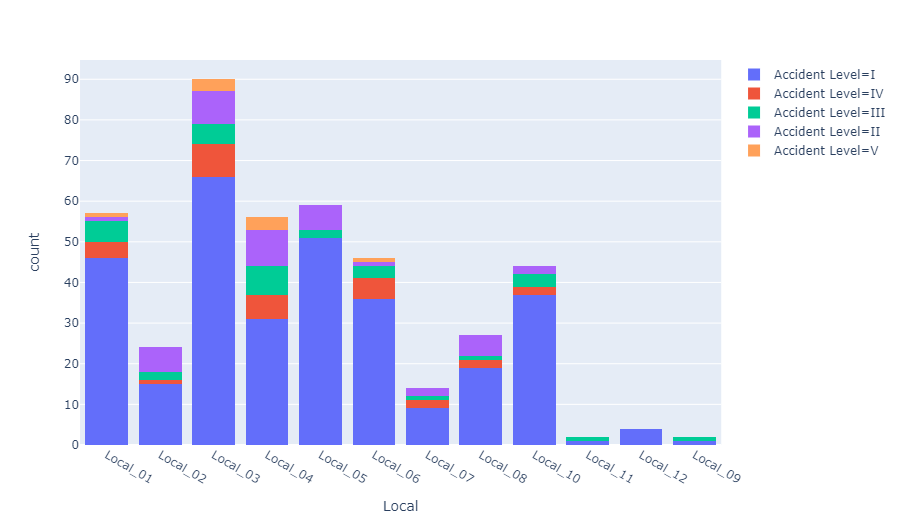 90
80
70
60
50
40
30
20
10
0
count
Local_01
Local_02
Local_03
Local_04
Local_05
Local_06
Local_07
Local_08
Local_10
Local_11
Local_12
Local_09
Local
Accident Level=I
Accident Level=IV
Accident Level=III
Accident Level=II
Accident Level=V